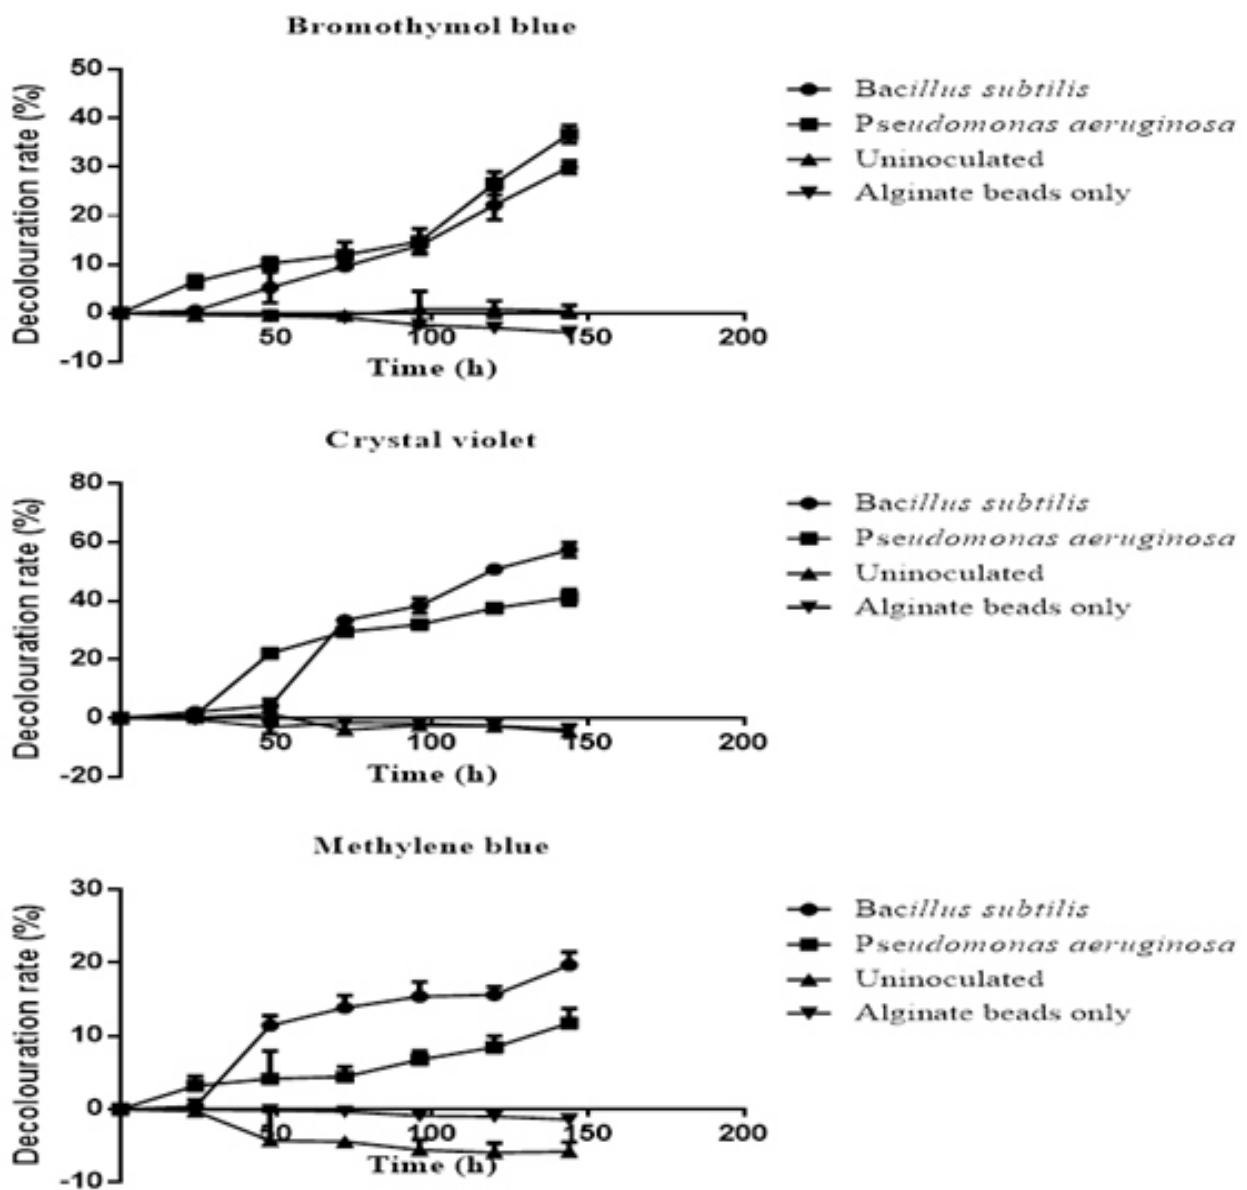 Bromothymol blue
Decolouration rate (%)
50
40
30
20
10
0
-10
50
100
150
200
Time (h)
Bacillus subtilis
Pseudomonas aeruginosa
Uninoculated
Alginate beads only
Crystal violet
Decolouration rate (%)
80
60
40
20
0
-20
50
100
150
200
Time (h)
Bacillus subtilis
Pseudomonas aeruginosa
Uninoculated
Alginate beads only
Methylene blue
Decolouration rate (%)
30
20
10
0
-10
50
100
150
200
Time (h)
Bacillus subtilis
Pseudomonas aeruginosa
Uninoculated
Alginate beads only